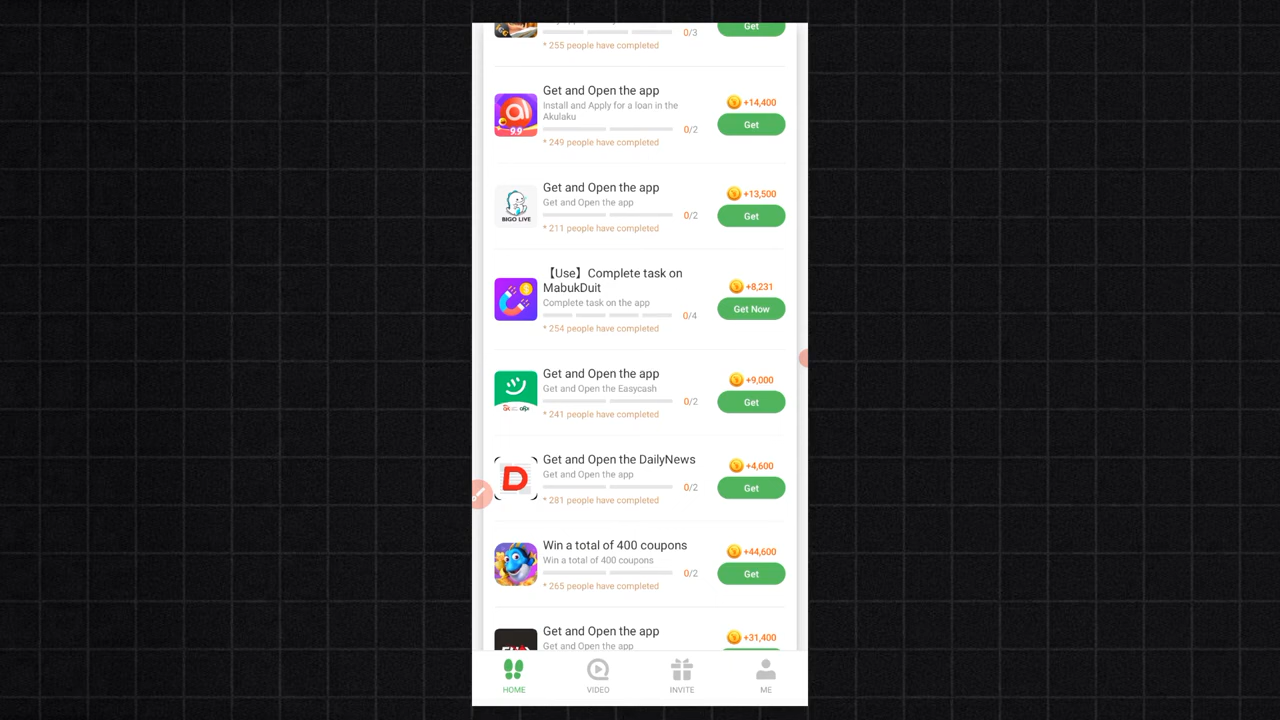 Get
0/3
* 255 people have completed
Get and Open the app
Install and Apply for a loan in the
Akulaku
+14,400
Get
9.9
0/2
* 249 people have completed
Get and Open the app
+13,500
Get and Open the app
BIGO LIVE
0/2
Get
* 211 people have completed
【Use】Complete task on
MabukDuit
+8,231
Complete task on the app
Get Now
0/4
* 254 people have completed
Get and Open the app
+9,000
Get and Open the Easycash
0/2
Get
* 241 people have completed
Get and Open the DailyNews
+4,600
Get and Open the app
D
0/2
Get
* 281 people have completed
Win a total of 400 coupons
+44,600
Win a total of 400 coupons
0/2
Get
* 265 people have completed
Get and Open the app
+31,400
Get and Open the app
HOME
VIDEO
INVITE
ME